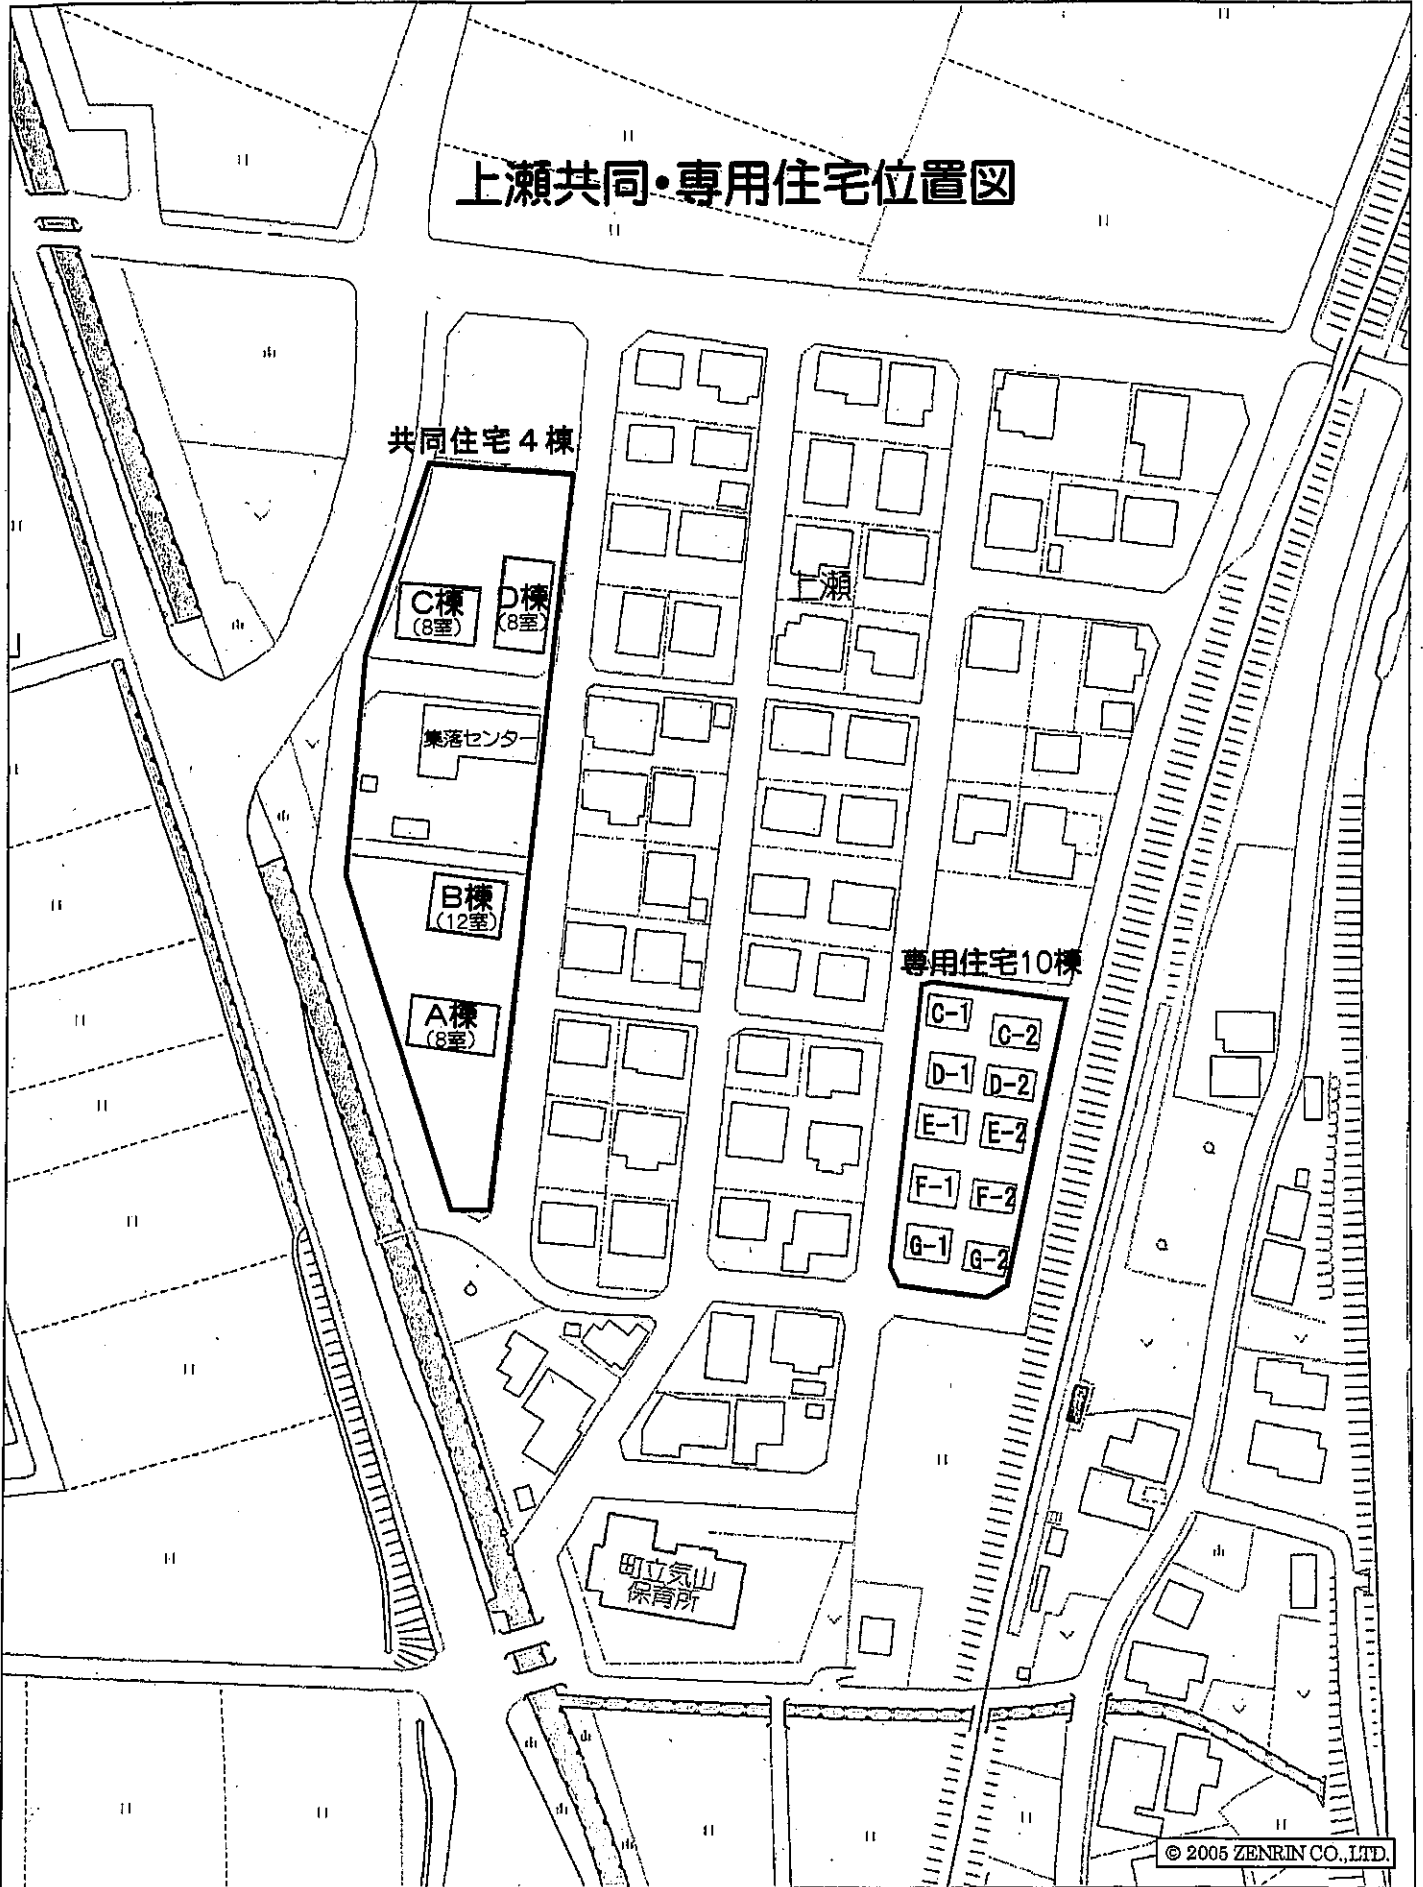 上瀬共同・専用住宅位置図
共同住宅4棟
C棟
(8室)
D棟
(8室)
上瀬
集落センター
B棟
(12室)
A棟
(8室)
専用住宅10棟
C-1
C-2
D-1
D-2
E-1
E-2
F-1
F-2
G-1
G-2
町立気山
保育所
© 2005 ZENRIN CO.,LTD.